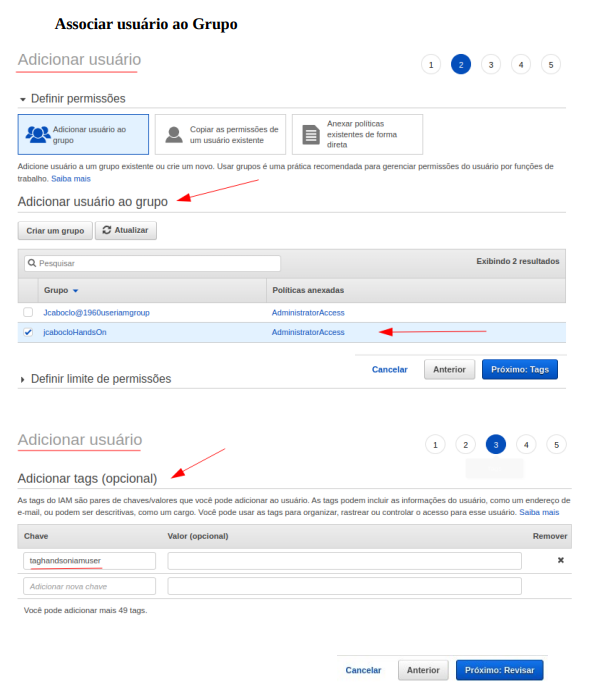 Associar usuário ao Grupo
Adicionar usuário
1 2 3 4 5
Definir permissões
Adicionar usuário ao grupo
Copiar as permissões de um usuário existente
Anexar políticas existentes de forma direta
Adicione usuário a um grupo existente ou crie um novo. Usar grupos é uma prática recomendada para gerenciar permissões do usuário por funções de
trabalho. Saiba mais
Adicionar usuário ao grupo
Criar um grupo Atualizar
Pesquisar Exibindo 2 resultados
Grupo Políticas anexadas
Jcaboclo@1960useriamgroup AdministratorAccess
jcabocloHandsOn AdministratorAccess
Cancelar Anterior Próximo: Tags
Definir limite de permissões
Adicionar usuário
1 2 3 4 5
Adicionar tags (opcional)
As tags do IAM são pares de chaves/valores que você pode adicionar ao usuário. As tags podem incluir as informações do usuário, como um endereço de
e-mail, ou podem ser descritivas, como um cargo. Você pode usar as tags para organizar, rastrear ou controlar o acesso para esse usuário. Saiba mais
Chave Valor (opcional) Remover
taghandsoniamuser
Adicionar nova chave
Você pode adicionar mais 49 tags.
Cancelar Anterior Próximo: Revisar